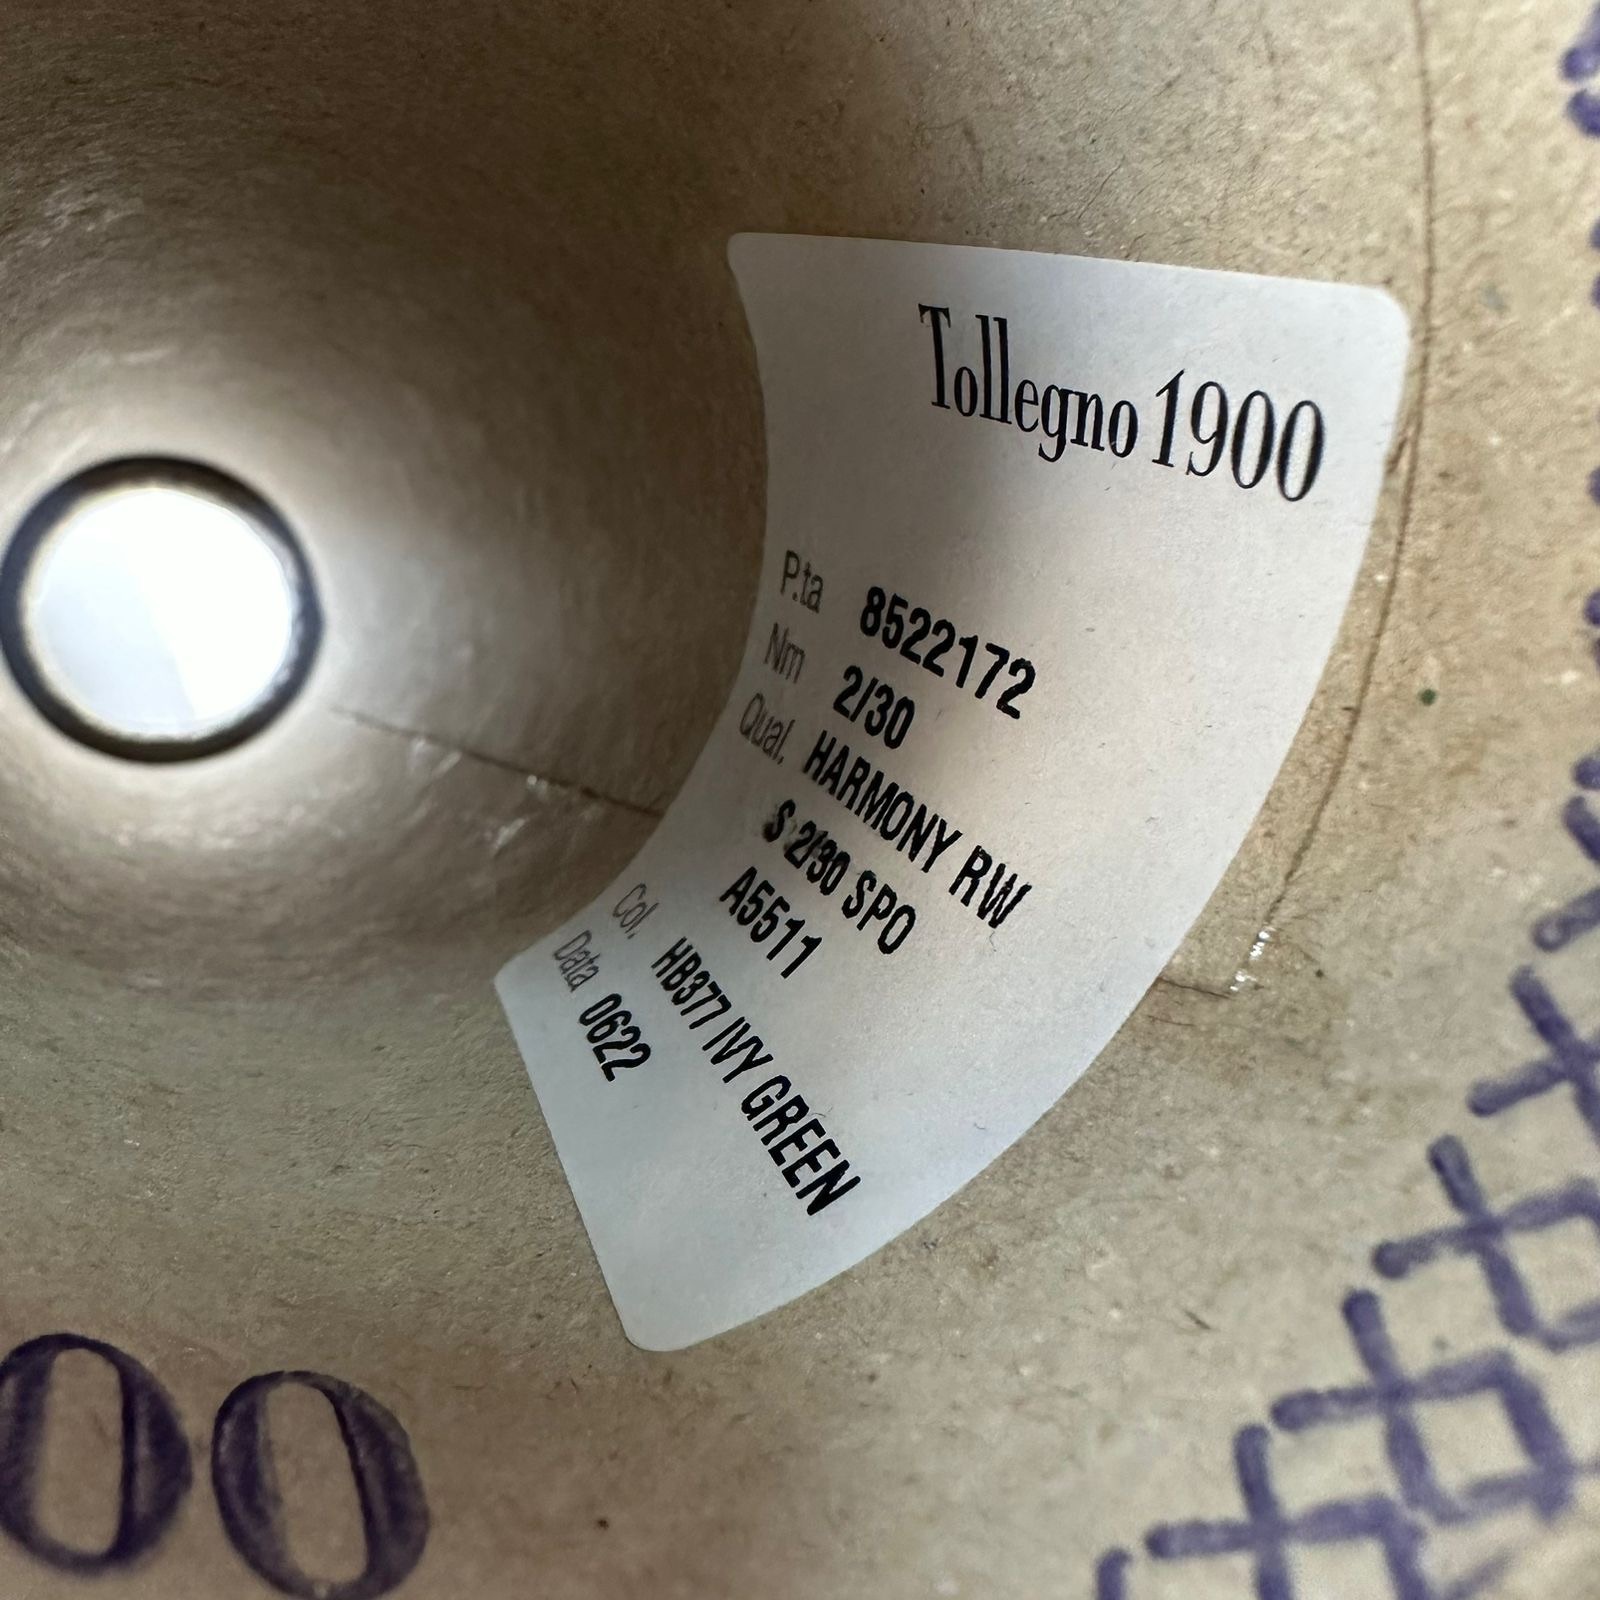 Tollegno 1900
P.ta 8522172
Nm 2/30
Qual. HARMONY RW
S 2/30 SPO
A5511
Col. HB377 IVY GREEN
Data 0622
00